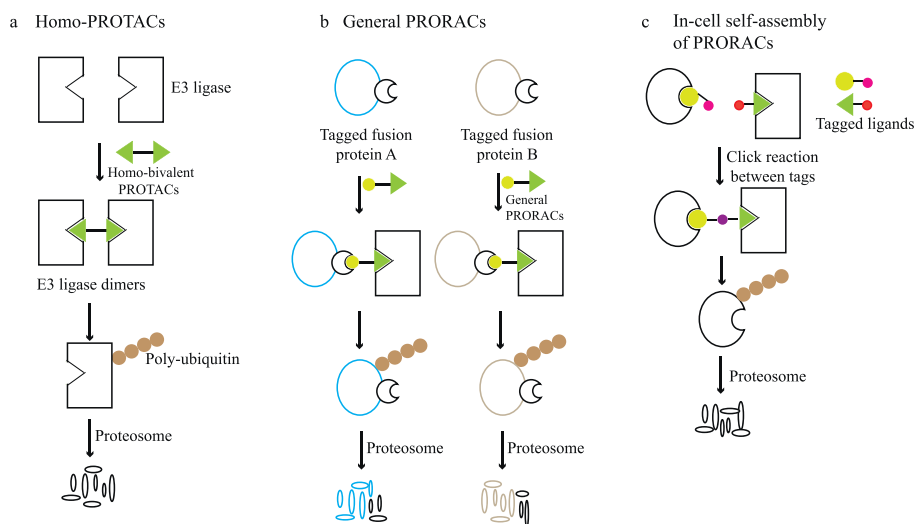 a Homo-PROTACs
E3 ligase
Homo-bivalent
PROTACs
E3 ligase dimers
Poly-ubiquitin
Proteosome
b General PRORACs
Tagged fusion
protein A
Tagged fusion
protein B
General
PRORACs
Proteosome
Proteosome
c In-cell self-assembly
of PRORACs
Tagged ligands
Click reaction
between tags
Proteosome